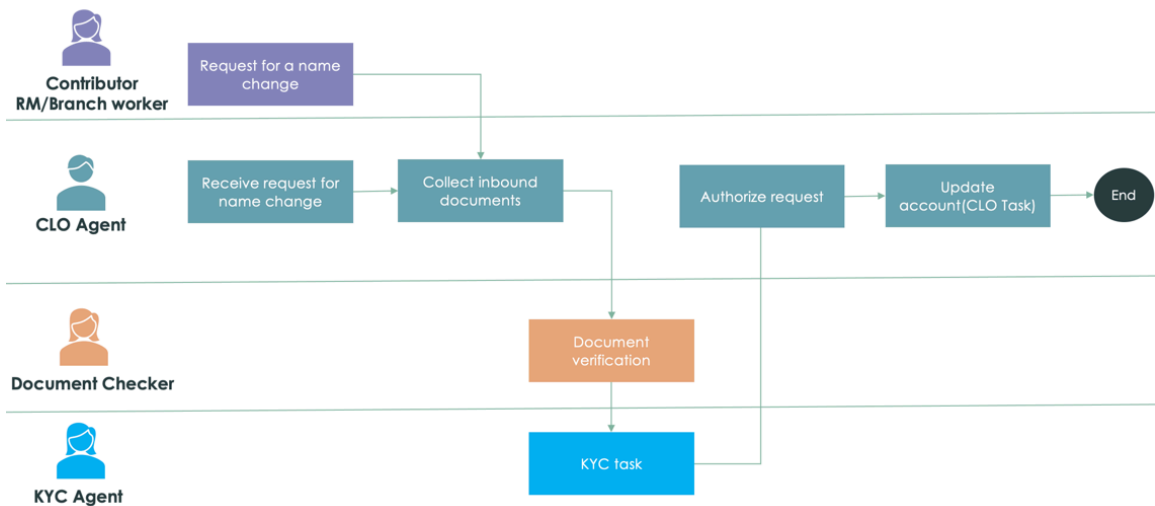 Contributor
RM/Branch worker
Request for a name
change
CLO Agent
Receive request for
name change
Collect inbound
documents
Authorize request
Update
account(CLO Task)
End
Document Checker
Document
verification
KYC Agent
KYC task